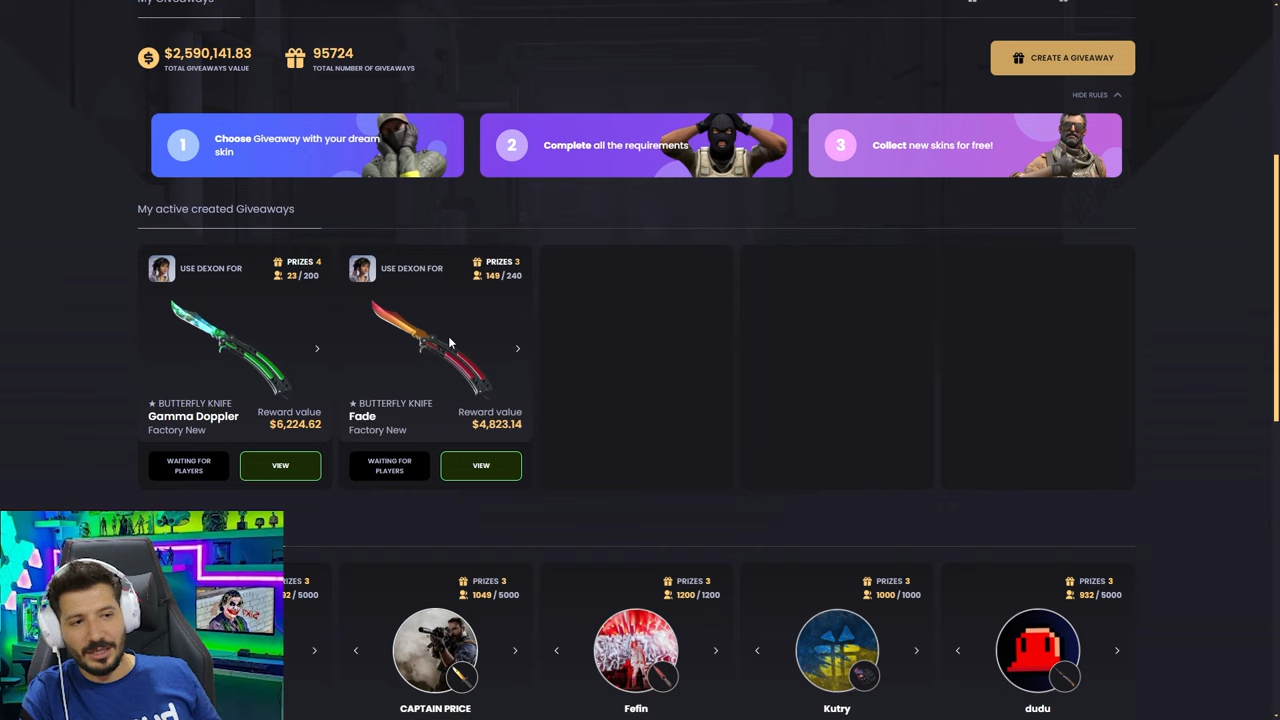 My Giveaways
$2,590,141.83
TOTAL GIVEAWAYS VALUE
95724
TOTAL NUMBER OF GIVEAWAYS
CREATE A GIVEAWAY
HIDE RULES
1
Choose Giveaway with your dream
skin
2
Complete all the requirements
3
Collect new skins for free!
My active created Giveaways
USE DEXON FOR
PRIZES 4
23 / 200
★ BUTTERFLY KNIFE
Gamma Doppler
Factory New
Reward value
$6,224.62
WAITING FOR
PLAYERS
VIEW
USE DEXON FOR
PRIZES 3
149 / 240
★ BUTTERFLY KNIFE
Fade
Factory New
Reward value
$4,823.14
WAITING FOR
PLAYERS
VIEW
RIZES 3
92 / 5000
PRIZES 3
1049 / 5000
CAPTAIN PRICE
PRIZES 3
1200 / 1200
Fefin
PRIZES 3
1000 / 1000
Kutry
PRIZES 3
932 / 5000
dudu